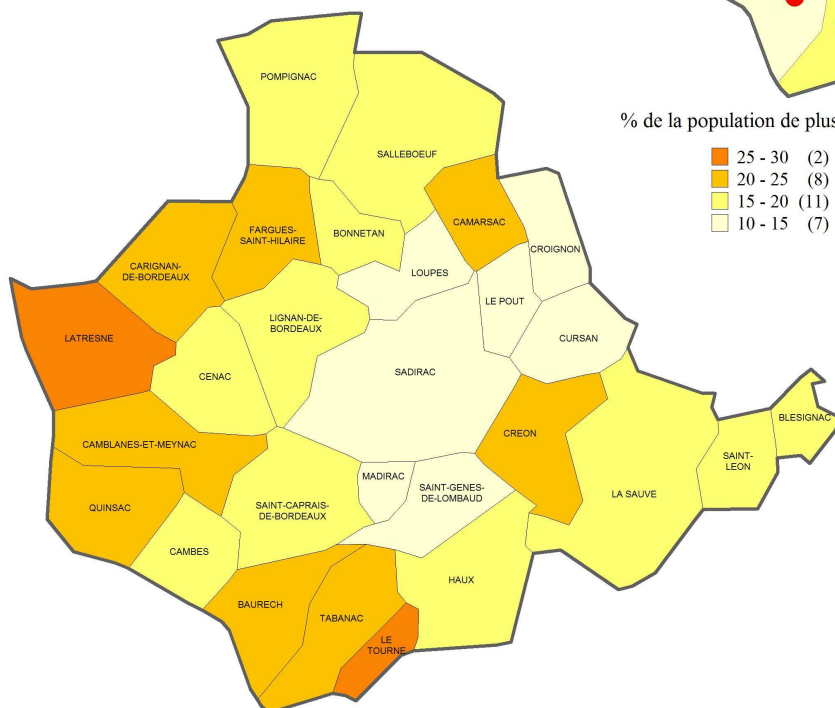 POMPIGNAC
% de la population de plus
SALLEBOEUF
25 - 30 (2)
20 - 25 (8)
15 - 20 (11)
10 - 15 (7)
CAMARSAC
FARGUES-
SAINT-HILAIRE
BONNETAN
CROIGNON
CARIGNAN-
DE-BORDEAUX
LOUPES
LE POUT
LIGNAN-DE-
BORDEAUX
LATRESNE
CURSAN
CENAC
SADIRAC
BLESIGNAC
CREON
CAMBLANES-ET-MEYNAC
SAINT-
LEON
MADIRAC
SAINT-GENES-
DE-LOMBAUD
LA SAUVE
QUINSAC
SAINT-CAPRAIS-
DE-BORDEAUX
CAMBES
HAUX
BAURECH
TABANAC
LE
TOURNE